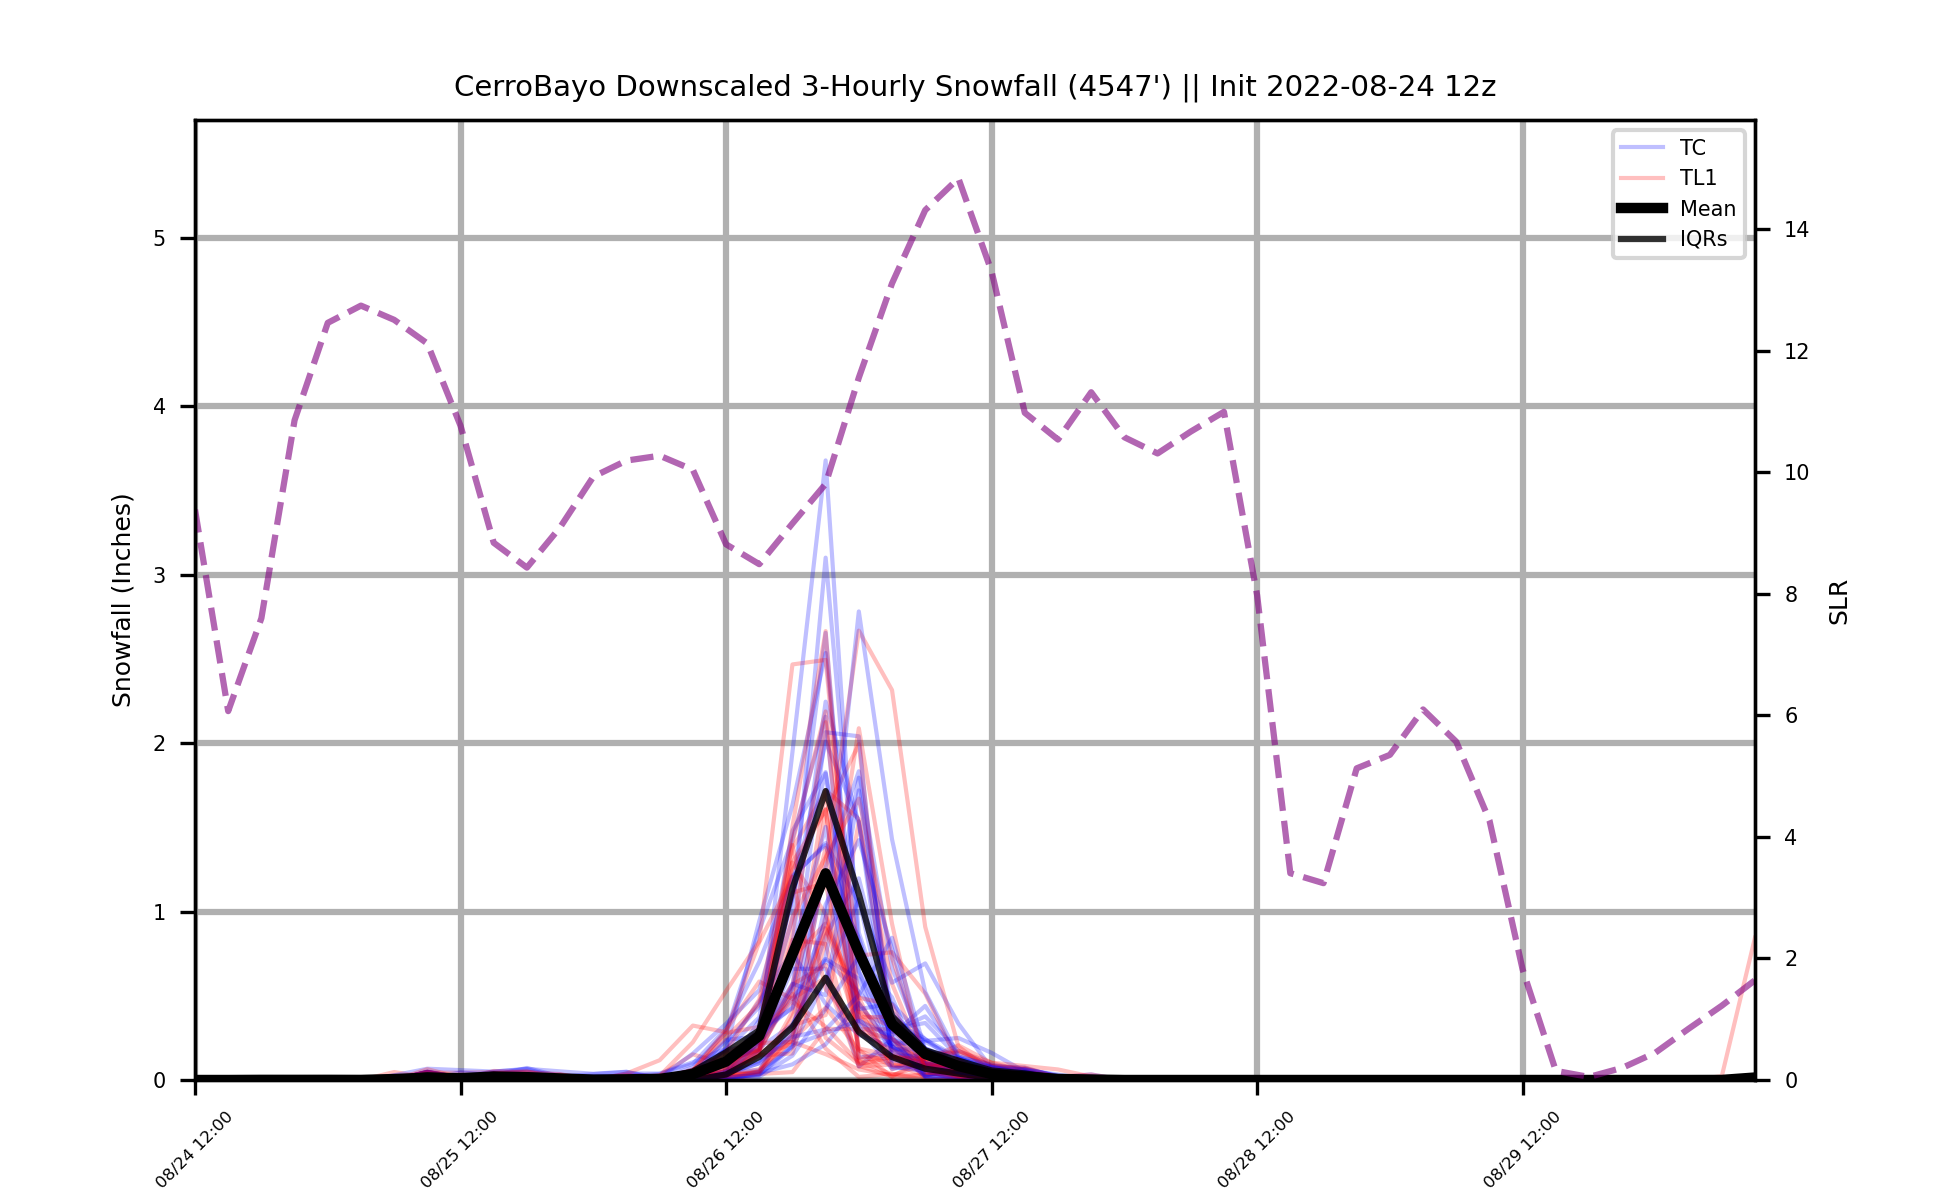 CerroBayo Downscaled 3-Hourly Snowfall (4547') || Init 2022-08-24 12z
TC
TL1
Mean
IQRs
Snowfall (Inches)
5
4
3
2
1
0
14
12
10
8
6
4
2
0
SLR
08/24 12:00
08/25 12:00
08/26 12:00
08/27 12:00
08/28 12:00
08/29 12:00